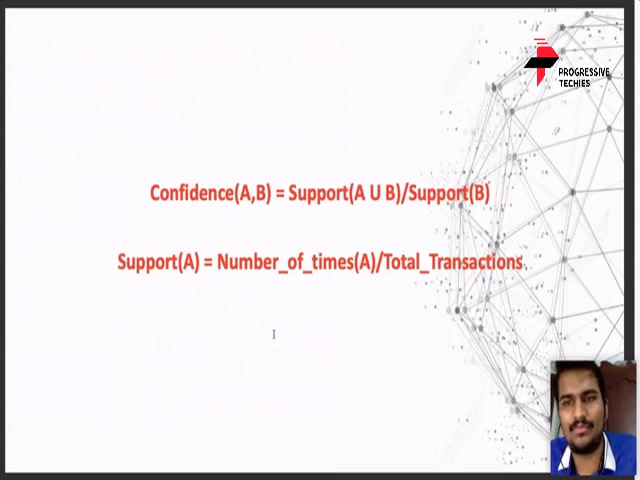 PROGRESSIVE
TECHIES
Confidence(A,B) = Support(A U B)/Support(B)
Support(A) = Number_of_times(A)/Total_Transactions